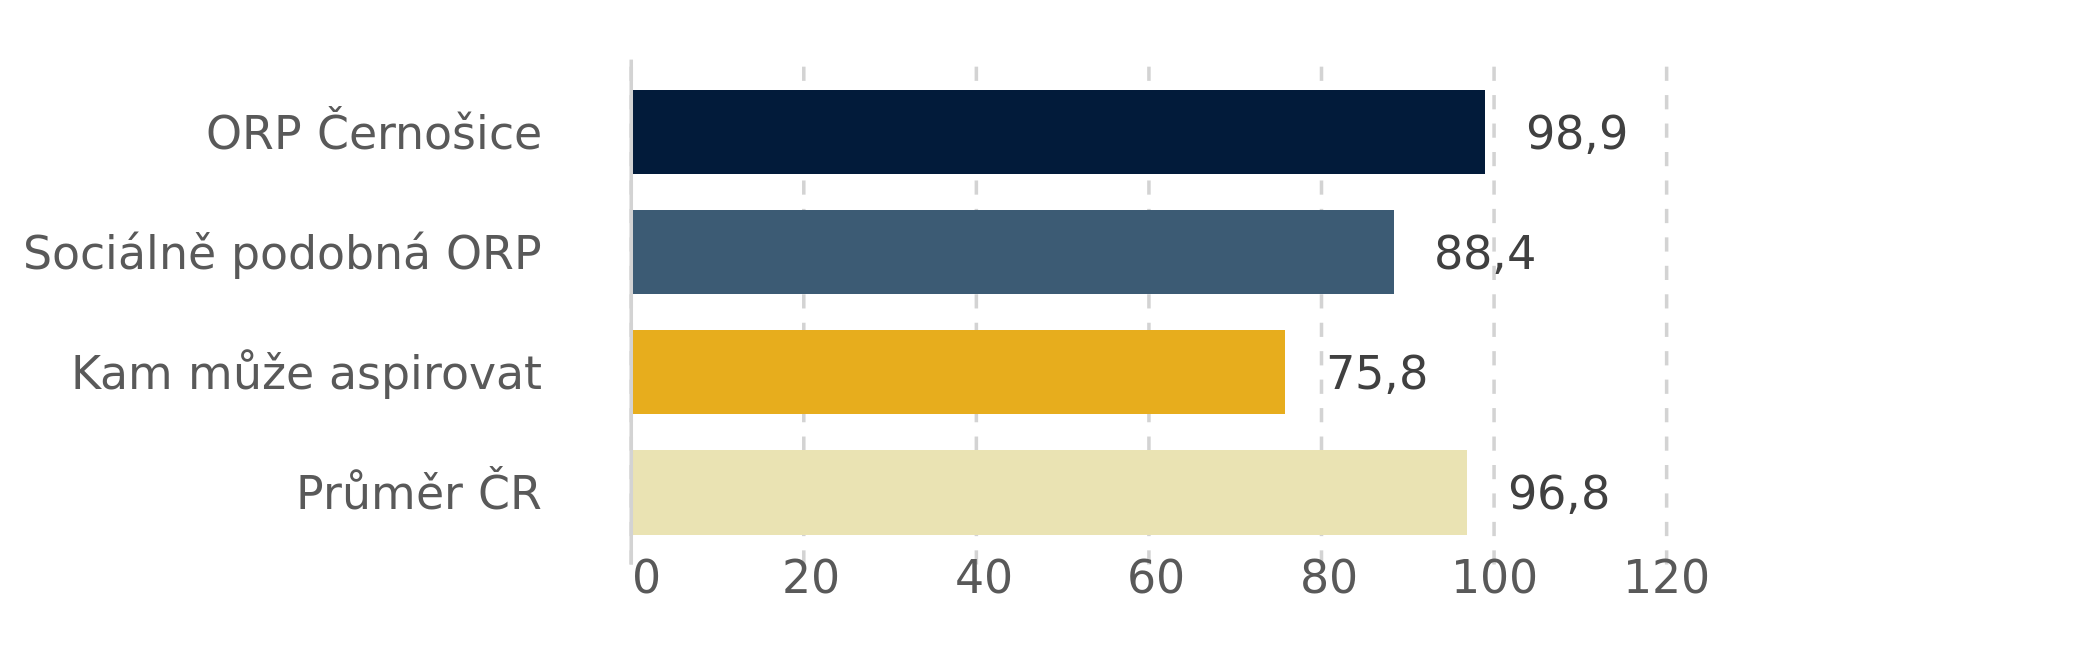 ORP Černošice 98,9
Sociálně podobná ORP 88,4
Kam může aspirovat 75,8
Průměr ČR 96,8
0 20 40 60 80 100 120